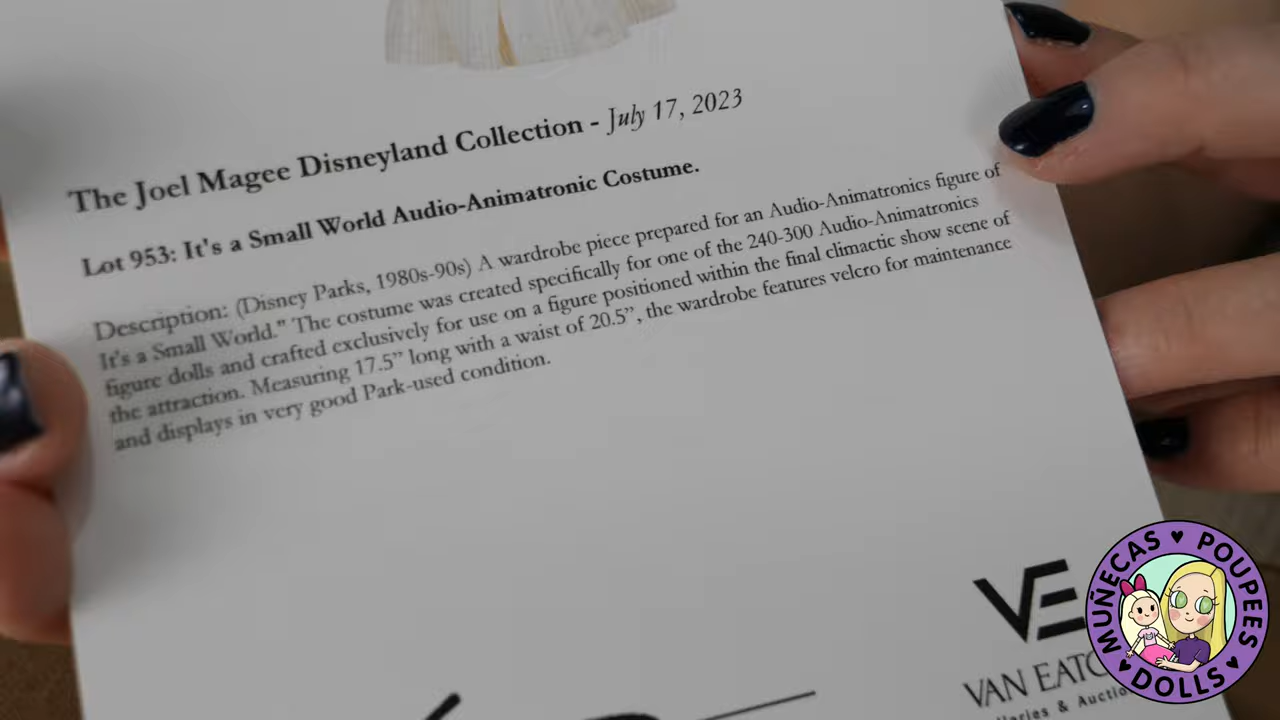 The Joel Magee Disneyland Collection - July 17, 2023
Lot 953: It's a Small World Audio-Animatronic Costume.
Description: (Disney Parks, 1980s-90s) A wardrobe piece prepared for an Audio-Animatronics figure of
It's a Small World." The costume was created specifically for one of the 240-300 Audio-Animatronics
figure dolls and crafted exclusively for use on a figure positioned within the final climactic show scene of
the attraction. Measuring 17.5" long with a waist of 20.5", the wardrobe features velcro for maintenance
and displays in very good Park-used condition.
VE
VAN
&
MUÑECAS ♥ POUPEES ♥ DOLLS ♥